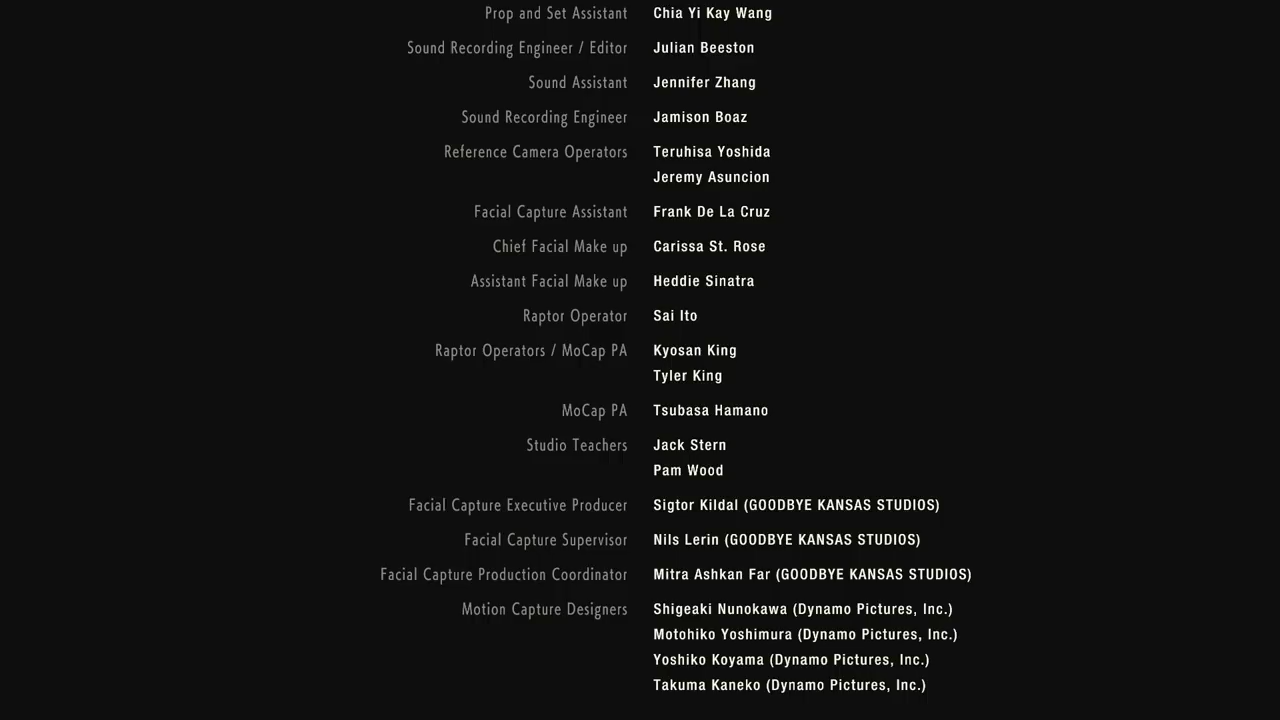 Prop and Set Assistant Chia Yi Kay Wang
Sound Recording Engineer / Editor Julian Beeston
Sound Assistant Jennifer Zhang
Sound Recording Engineer Jamison Boaz
Reference Camera Operators Teruhisa Yoshida
Jeremy Asuncion
Facial Capture Assistant Frank De La Cruz
Chief Facial Make up Carissa St. Rose
Assistant Facial Make up Heddie Sinatra
Raptor Operator Sai Ito
Raptor Operators / MoCap PA Kyosan King
Tyler King
MoCap PA Tsubasa Hamano
Studio Teachers Jack Stern
Pam Wood
Facial Capture Executive Producer Sigtor Kildal (GOODBYE KANSAS STUDIOS)
Facial Capture Supervisor Nils Lerin (GOODBYE KANSAS STUDIOS)
Facial Capture Production Coordinator Mitra Ashkan Far (GOODBYE KANSAS STUDIOS)
Motion Capture Designers Shigeaki Nunokawa (Dynamo Pictures, Inc.)
Motohiko Yoshimura (Dynamo Pictures, Inc.)
Yoshiko Koyama (Dynamo Pictures, Inc.)
Takuma Kaneko (Dynamo Pictures, Inc.)